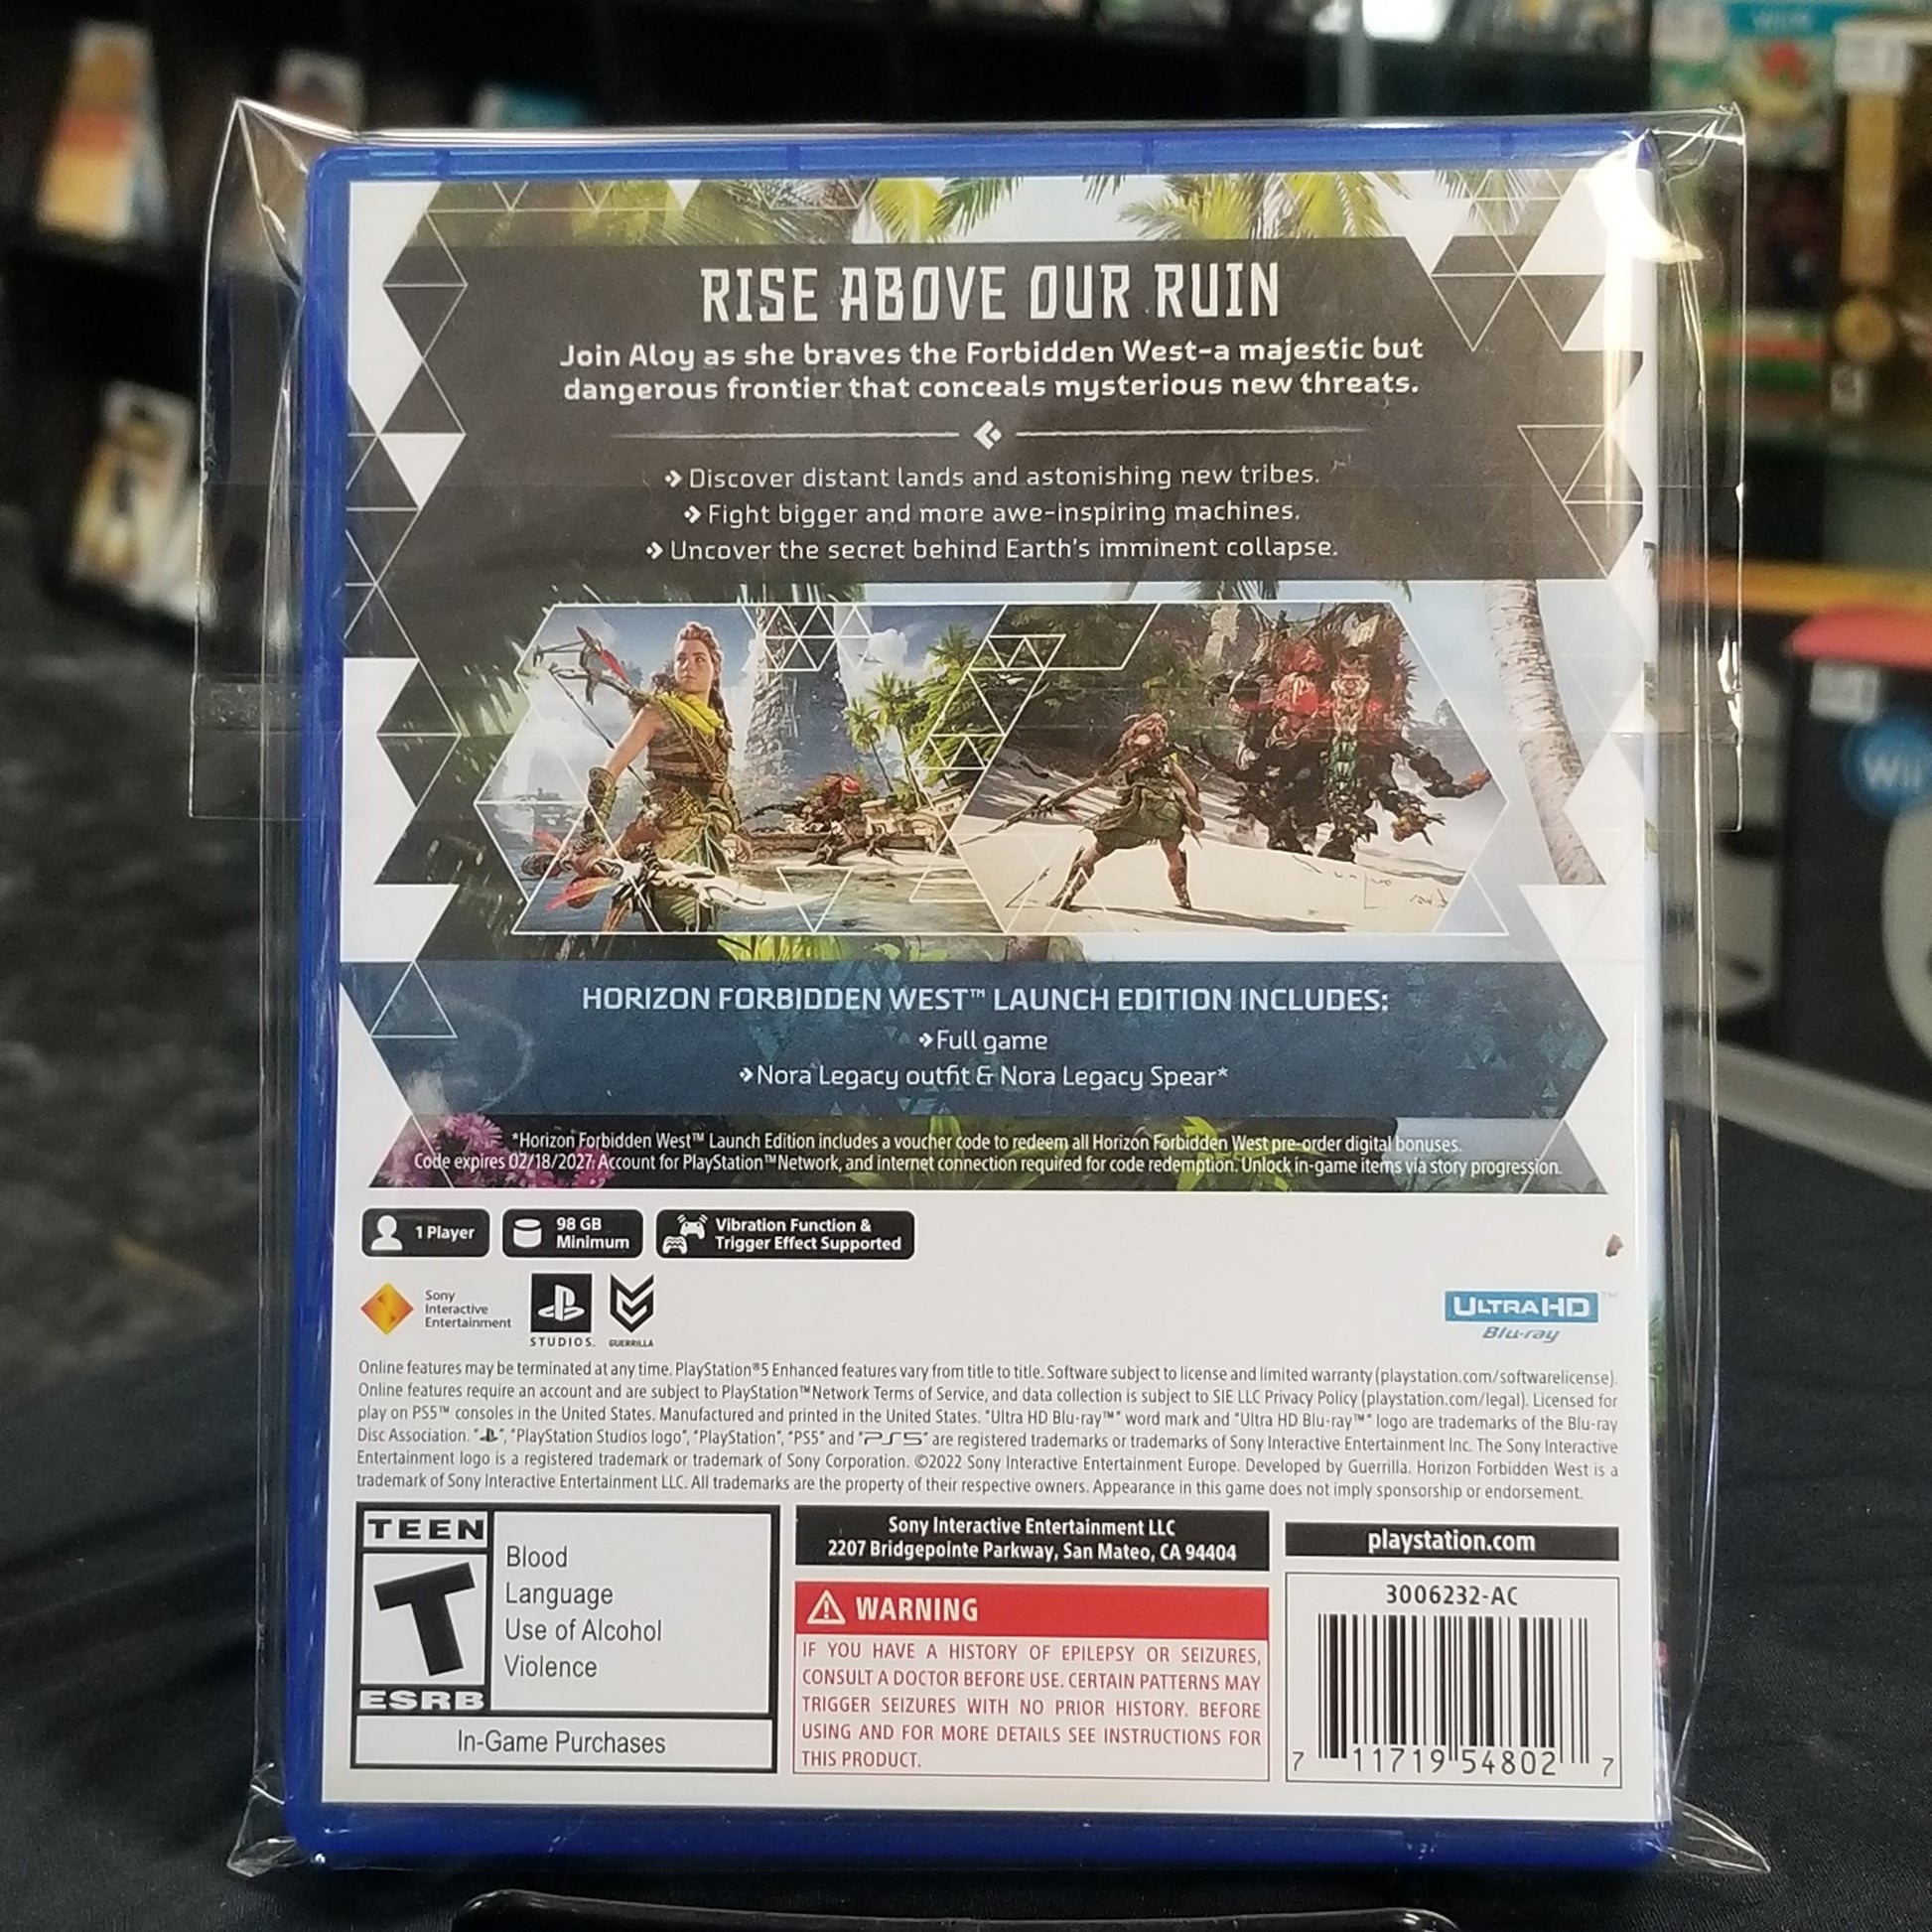 RISE ABOVE OUR RUIN
Join Aloy as she braves the Forbidden West–a majestic but
dangerous frontier that conceals mysterious new threats.
Discover distant lands and astonishing new tribes.
Fight bigger and more awe-inspiring machines.
Uncover the secret behind Earth's imminent collapse.
HORIZON FORBIDDEN WEST™ LAUNCH EDITION INCLUDES:
Full game
Nora Legacy outfit & Nora Legacy Spear*
*Horizon Forbidden West™ Launch Edition includes a voucher code to redeem all Horizon Forbidden West pre-order digital bonuses.
Code expires 02/18/2027. Account for PlayStation™Network, and internet connection required for code redemption. Unlock in-game items via story progression.
1 Player
98 GB
Minimum
Vibration Function &
Trigger Effect Supported
Sony
Interactive
Entertainment
STUDIOS.
GUERRILLA
ULTRA HD™
Blu-ray
Online features may be terminated at any time. PlayStation®5 Enhanced features vary from title to title. Software subject to license and limited warranty (playstation.com/softwarelicense).
Online features require an account and are subject to PlayStation™Network Terms of Service, and data collection is subject to SIE LLC Privacy Policy (playstation.com/legal). Licensed for
play on PS5™ consoles in the United States. Manufactured and printed in the United States. "Ultra HD Blu-ray™" word mark and "Ultra HD Blu-ray™" logo are trademarks of the Blu-ray
Disc Association. "", "PlayStation Studios logo", "PlayStation", "PS5" and "PS5" are registered trademarks or trademarks of Sony Interactive Entertainment Inc. The Sony Interactive
Entertainment logo is a registered trademark or trademark of Sony Corporation. ©2022 Sony Interactive Entertainment Europe. Developed by Guerrilla. Horizon Forbidden West is a
trademark of Sony Interactive Entertainment LLC. All trademarks are the property of their respective owners. Appearance in this game does not imply sponsorship or endorsement.
TEEN
T
ESRB
Blood
Language
Use of Alcohol
Violence
In-Game Purchases
Sony Interactive Entertainment LLC
2207 Bridgepointe Parkway, San Mateo, CA 94404
WARNING
IF YOU HAVE A HISTORY OF EPILEPSY OR SEIZURES,
CONSULT A DOCTOR BEFORE USE. CERTAIN PATTERNS MAY
TRIGGER SEIZURES WITH NO PRIOR HISTORY. BEFORE
USING AND FOR MORE DETAILS SEE INSTRUCTIONS FOR
THIS PRODUCT.
playstation.com
3006232-AC
7 11719 54802 7
Wii